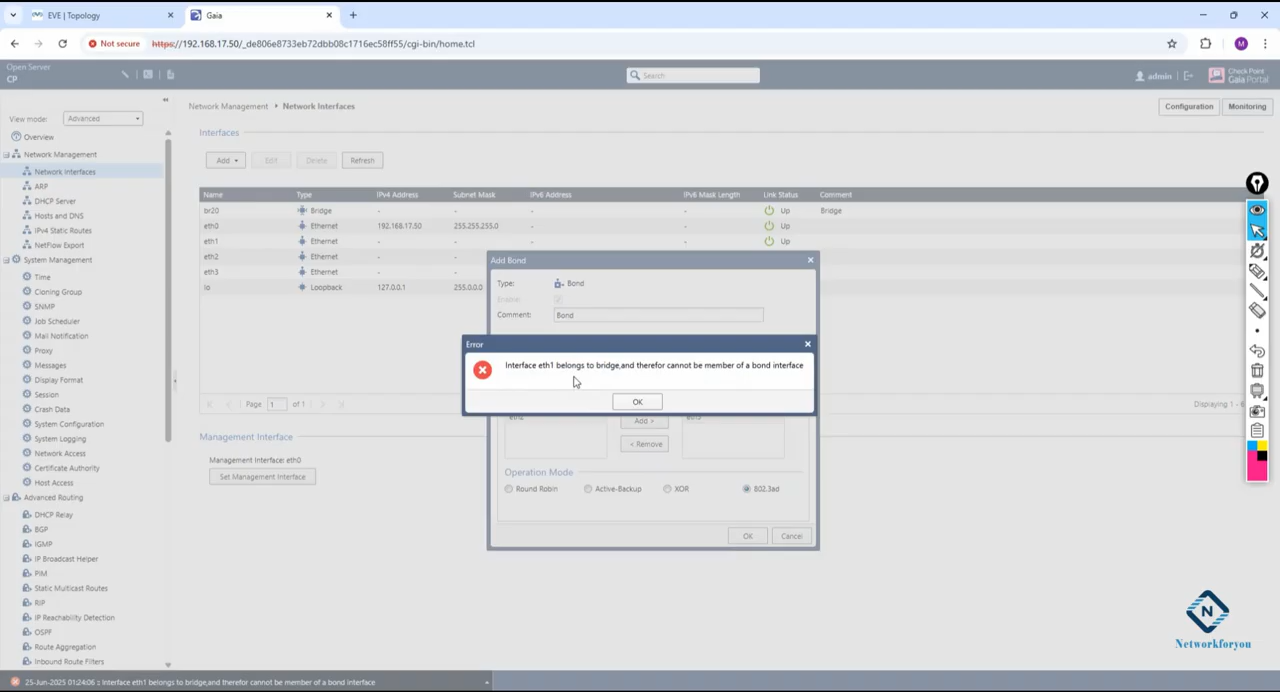 EVE | Topology
Gaia
Not secure
https://192.168.17.50/_de806e8733eb72dbb08c1716ec58ff55/cgi-bin/home.tcl
M
Open Server
CP
Search
admin
Check Point
Gaia Portal
View mode: Advanced
Overview
Network Management
Network Interfaces
ARP
DHCP Server
Hosts and DNS
IPv4 Static Routes
NetFlow Export
System Management
Time
Cloning Group
SNMP
Job Scheduler
Mail Notification
Proxy
Messages
Display Format
Session
Crash Data
System Configuration
System Logging
Network Access
Certificate Authority
Host Access
Advanced Routing
DHCP Relay
BGP
IGMP
IP Broadcast Helper
PIM
Static Multicast Routes
RIP
IP Reachability Detection
OSPF
Route Aggregation
Inbound Route Filters
Network Management Network Interfaces
Configuration Monitoring
Interfaces
Add Edit Delete Refresh
Name Type IPv4 Address Subnet Mask IPv6 Address IPv6 Mask Length Link Status Comment
br20 Bridge - - - - Up Bridge
eth0 Ethernet 192.168.17.50 255.255.255.0 - - Up
eth1 Ethernet - - - - Up
eth2 Ethernet - -
eth3 Ethernet - -
lo Loopback 127.0.0.1 255.0.0.0
Page 1 of 1
Displaying 1 - 6
Management Interface
Management Interface: eth0
Set Management Interface
Add Bond
Type: Bond
Enable:
Comment: Bond
Error
Interface eth1 belongs to bridge,and therefor cannot be member of a bond interface
OK
Add >
< Remove
Operation Mode
Round Robin Active-Backup XOR 802.3ad
OK Cancel
N
Networkforyou
25-Jun-2025 01:24:06 :: Interface eth1 belongs to bridge,and therefor cannot be member of a bond interface